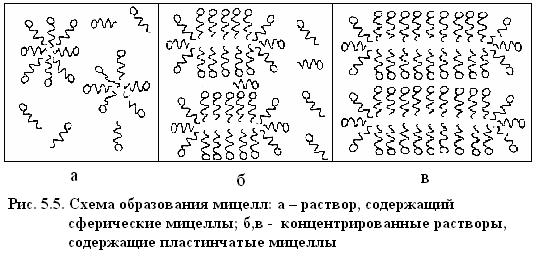 а
б
в
Рис. 5.5. Схема образования мицелл: а – раствор, содержащий
сферические мицеллы; б,в - концентрированные растворы,
содержащие пластинчатые мицеллы